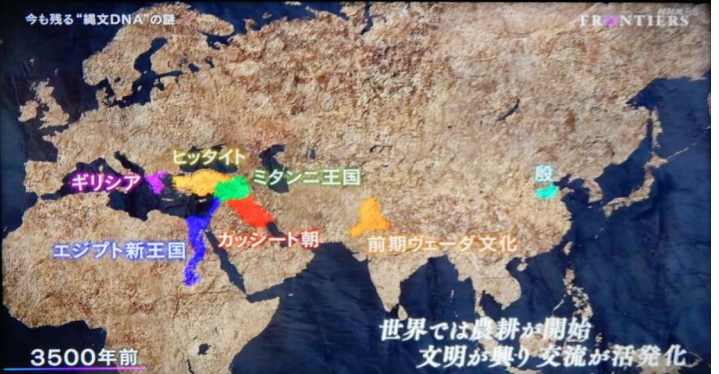 今も残る“縄文DNA”の謎
NHK BS
FRONTIERS
ヒッタイト
ギリシア
ミタンニ王国
殷
エジプト新王国
カッシート朝
前期ヴェーダ文化
世界では農耕が開始
文明が興り 交流が活発化
3500年前